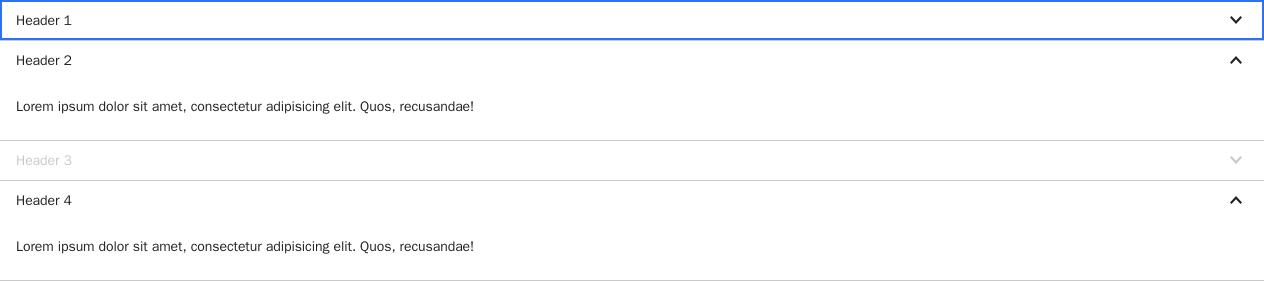 Header 1
Header 2
Lorem ipsum dolor sit amet, consectetur adipisicing elit. Quos, recusandae!
Header 3
Header 4
Lorem ipsum dolor sit amet, consectetur adipisicing elit. Quos, recusandae!